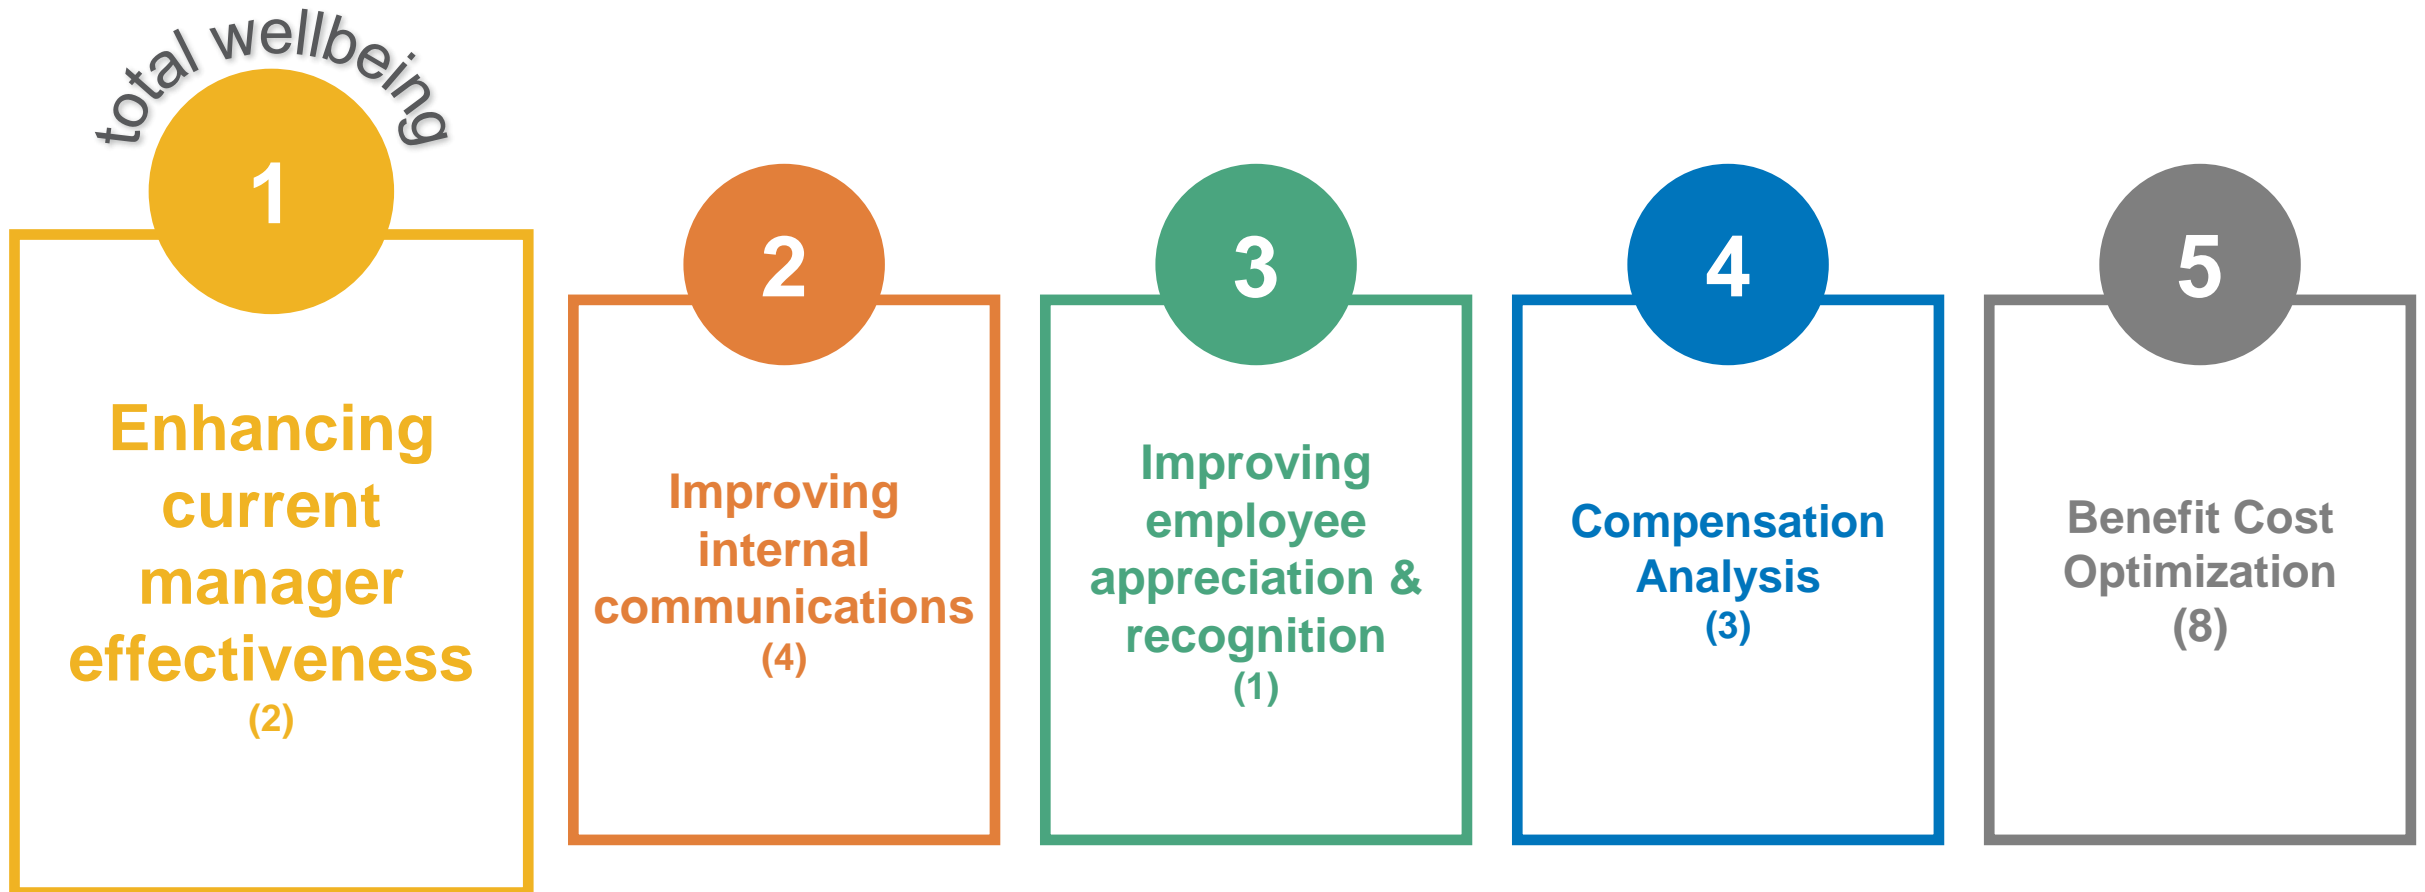 total wellbeing
1
Enhancing
current
manager
effectiveness
(2)
2
Improving
internal
communications
(4)
3
Improving
employee
appreciation &
recognition
(1)
4
Compensation
Analysis
(3)
5
Benefit Cost
Optimization
(8)